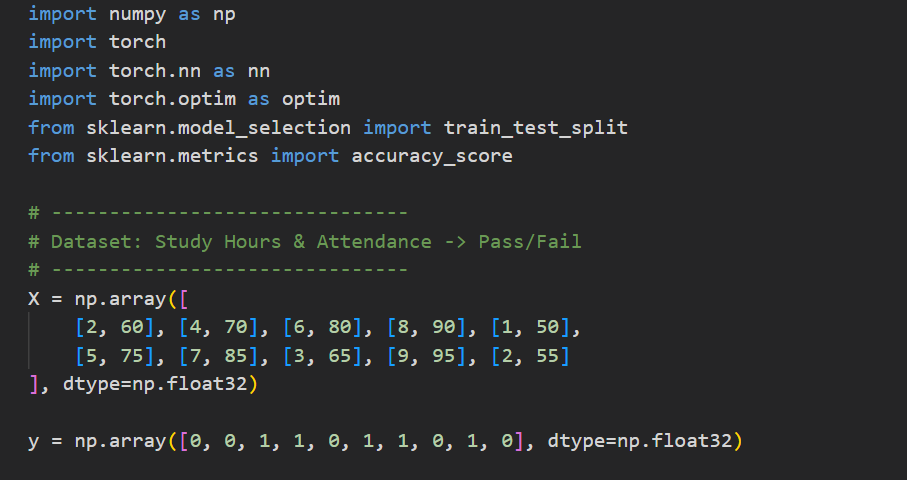 import numpy as np
import torch
import torch.nn as nn
import torch.optim as optim
from sklearn.model_selection import train_test_split
from sklearn.metrics import accuracy_score
# -------------------------------
# Dataset: Study Hours & Attendance -> Pass/Fail
# -------------------------------
X = np.array([
    [2, 60], [4, 70], [6, 80], [8, 90], [1, 50],
    [5, 75], [7, 85], [3, 65], [9, 95], [2, 55]
], dtype=np.float32)
y = np.array([0, 0, 1, 1, 0, 1, 1, 0, 1, 0], dtype=np.float32)